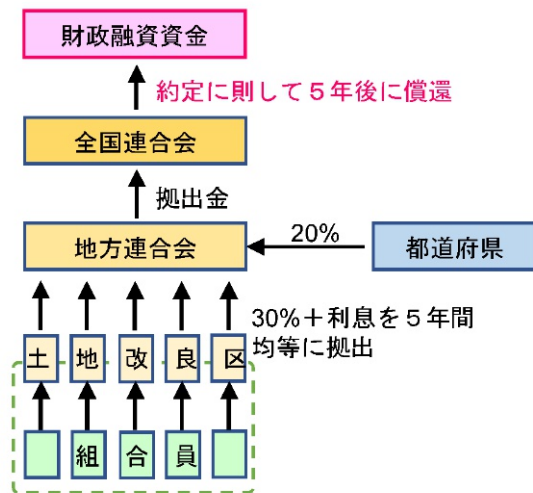 財政融資資金
約定に則して５年後に償還
全国連合会
拠出金
地方連合会
20%
都道府県
30%＋利息を５年間
均等に拠出
土地改良区
組合員